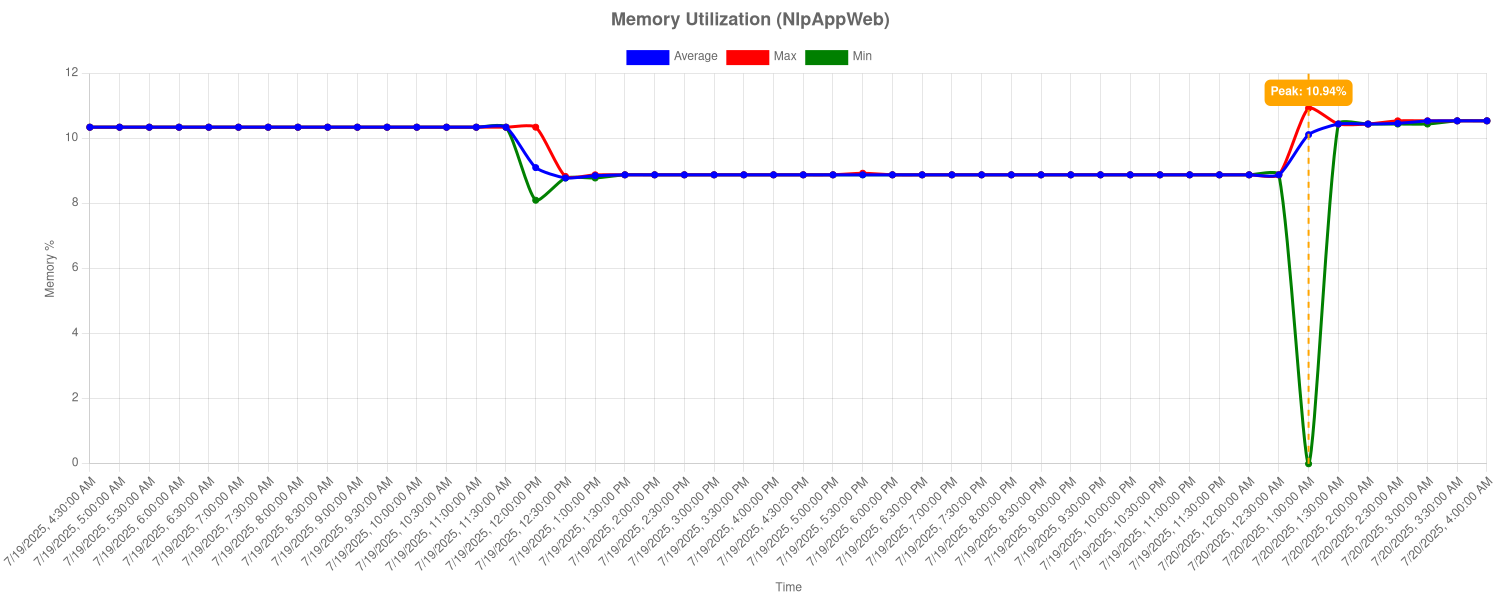 Memory Utilization (NlpAppWeb)
Average Max Min
Peak: 10.94%
12
10
8
6
4
2
0
Memory %
7/19/2025, 4:30:00 AM
7/19/2025, 5:00:00 AM
7/19/2025, 5:30:00 AM
7/19/2025, 6:00:00 AM
7/19/2025, 6:30:00 AM
7/19/2025, 7:00:00 AM
7/19/2025, 7:30:00 AM
7/19/2025, 8:00:00 AM
7/19/2025, 8:30:00 AM
7/19/2025, 9:00:00 AM
7/19/2025, 9:30:00 AM
7/19/2025, 10:00:00 AM
7/19/2025, 10:30:00 AM
7/19/2025, 11:00:00 AM
7/19/2025, 11:30:00 AM
7/19/2025, 12:00:00 PM
7/19/2025, 12:30:00 PM
7/19/2025, 1:00:00 PM
7/19/2025, 1:30:00 PM
7/19/2025, 2:00:00 PM
7/19/2025, 2:30:00 PM
7/19/2025, 3:00:00 PM
7/19/2025, 3:30:00 PM
7/19/2025, 4:00:00 PM
7/19/2025, 4:30:00 PM
7/19/2025, 5:00:00 PM
7/19/2025, 5:30:00 PM
7/19/2025, 6:00:00 PM
7/19/2025, 6:30:00 PM
7/19/2025, 7:00:00 PM
7/19/2025, 7:30:00 PM
7/19/2025, 8:00:00 PM
7/19/2025, 8:30:00 PM
7/19/2025, 9:00:00 PM
7/19/2025, 9:30:00 PM
7/19/2025, 10:00:00 PM
7/19/2025, 10:30:00 PM
7/19/2025, 11:00:00 PM
7/19/2025, 11:30:00 PM
7/20/2025, 12:00:00 AM
7/20/2025, 12:30:00 AM
7/20/2025, 1:00:00 AM
7/20/2025, 1:30:00 AM
7/20/2025, 2:00:00 AM
7/20/2025, 2:30:00 AM
7/20/2025, 3:00:00 AM
7/20/2025, 3:30:00 AM
7/20/2025, 4:00:00 AM
Time